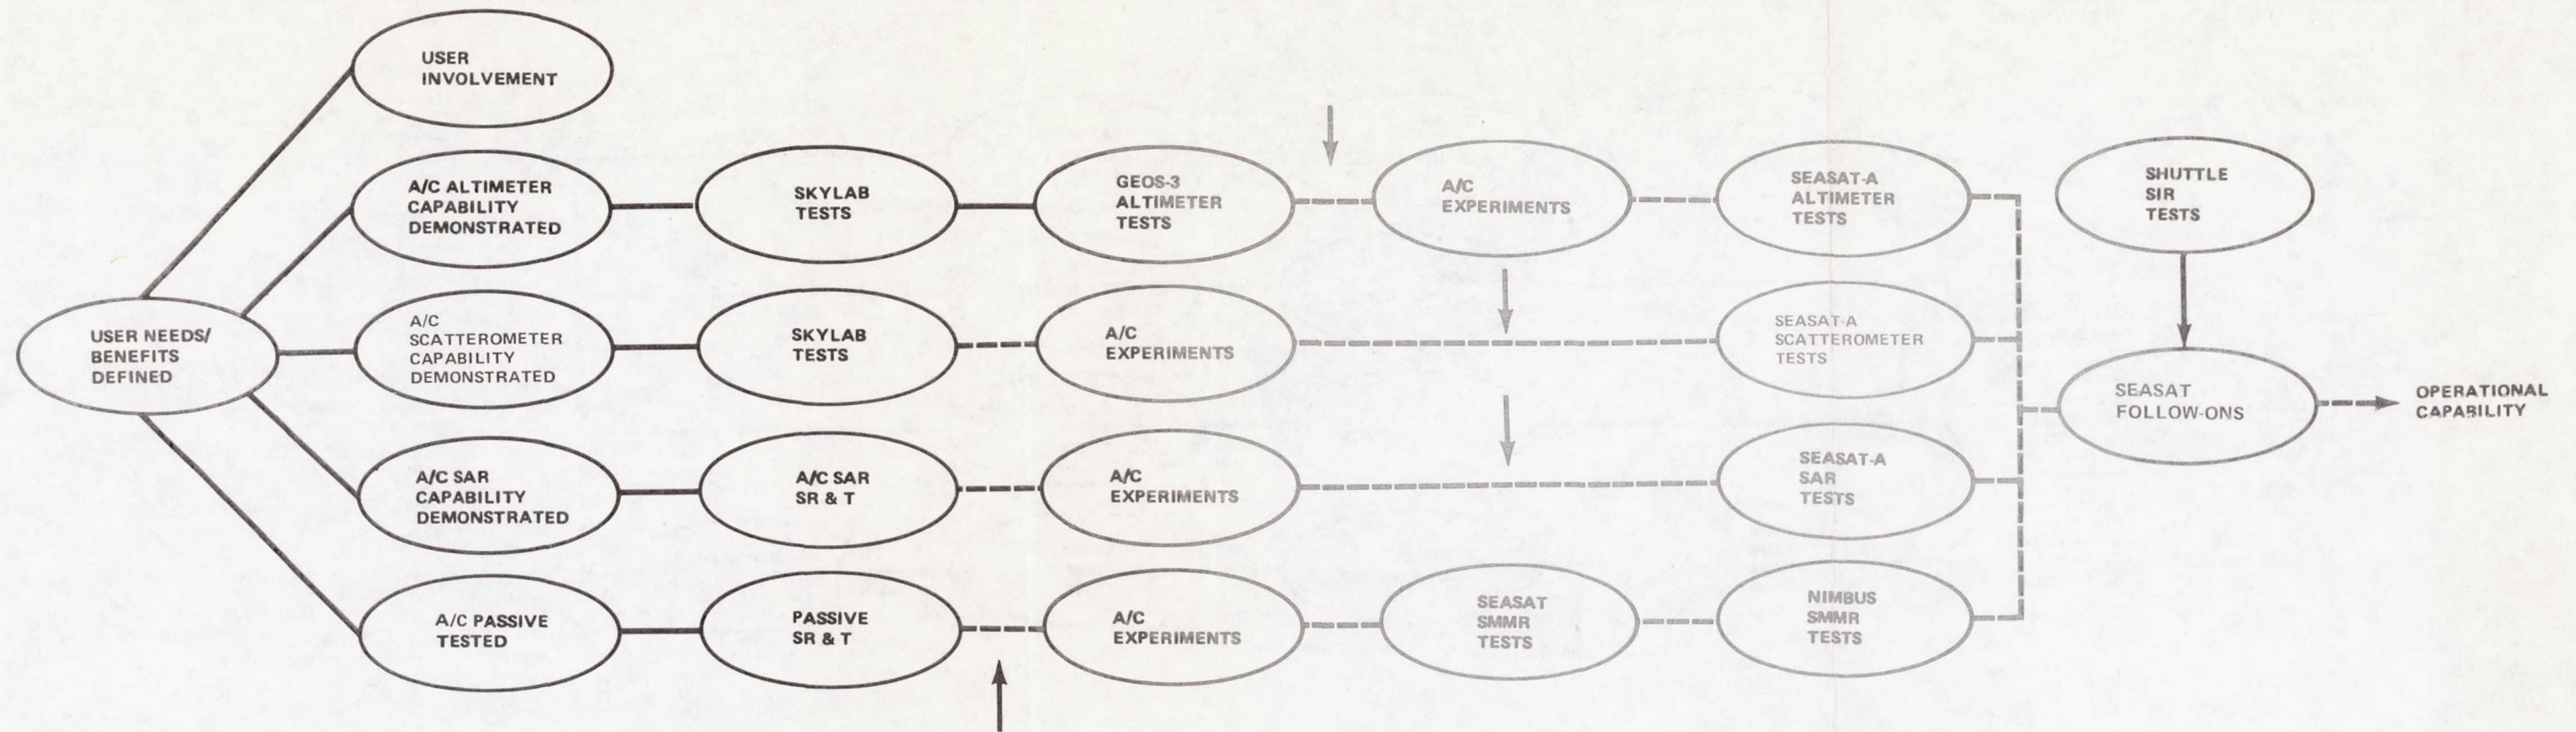 USER
INVOLVEMENT
A/C ALTIMETER
CAPABILITY
DEMONSTRATED
SKYLAB
TESTS
GEOS-3
ALTIMETER
TESTS
A/C
EXPERIMENTS
SEASAT-A
ALTIMETER
TESTS
SHUTTLE
SIR
TESTS
USER NEEDS/
BENEFITS
DEFINED
A/C
SCATTEROMETER
CAPABILITY
DEMONSTRATED
SKYLAB
TESTS
A/C
EXPERIMENTS
SEASAT-A
SCATTEROMETER
TESTS
SEASAT
FOLLOW-ONS
OPERATIONAL
CAPABILITY
A/C SAR
CAPABILITY
DEMONSTRATED
A/C SAR
SR & T
A/C
EXPERIMENTS
SEASAT-A
SAR
TESTS
A/C PASSIVE
TESTED
PASSIVE
SR & T
A/C
EXPERIMENTS
SEASAT
SMMR
TESTS
NIMBUS
SMMR
TESTS